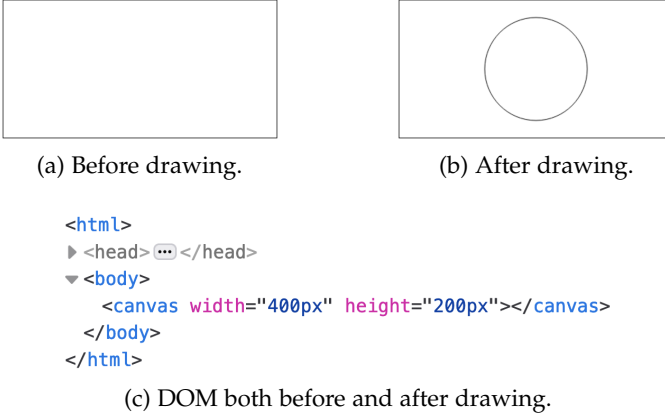 (a) Before drawing.
(b) After drawing.
<html>
<head>•••</head>
<body>
<canvas width="400px" height="200px"></canvas>
</body>
</html>
(c) DOM both before and after drawing.